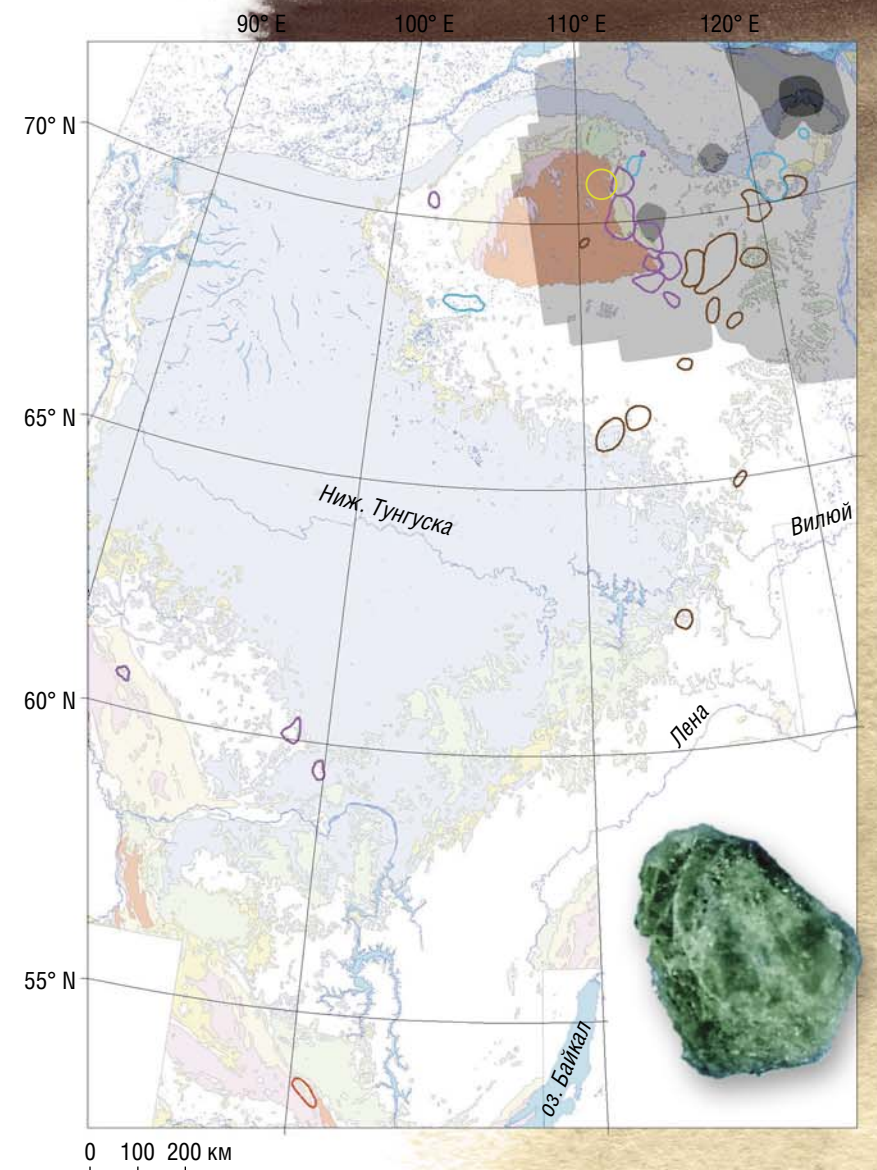 90° E
100° E
110° E
120° E
70° N
65° N
Ниж. Тунгуска
Вилюй
60° N
Лена
55° N
оз. Байкал
0 100 200 км